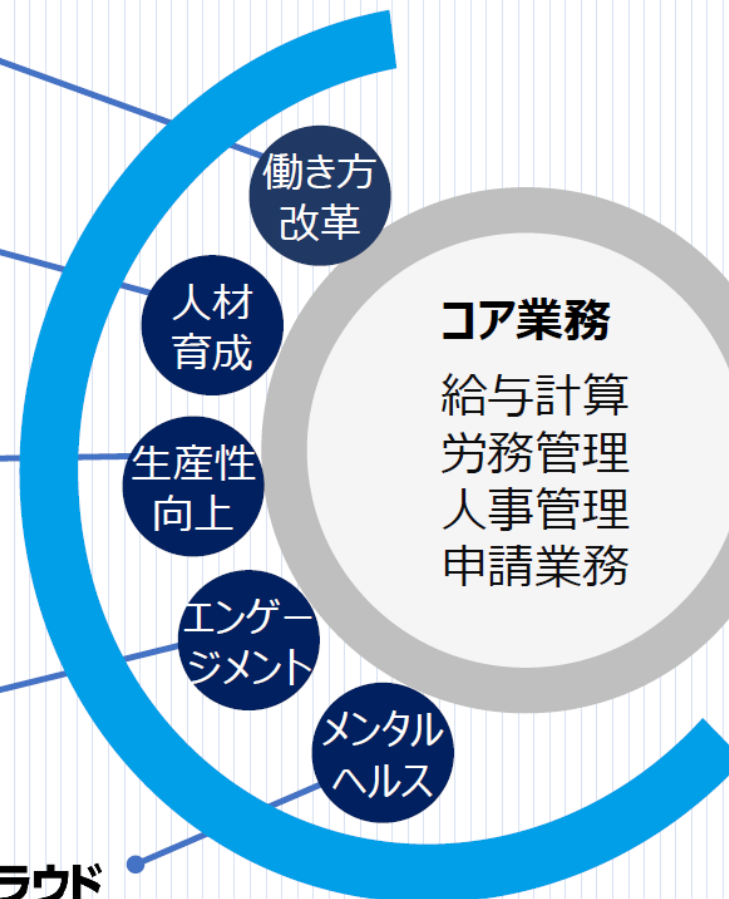 働き方
改革
人材
育成
生産性
向上
エンゲー
ジメント
メンタル
ヘルス
コア業務
給与計算
労務管理
人事管理
申請業務
ラウド